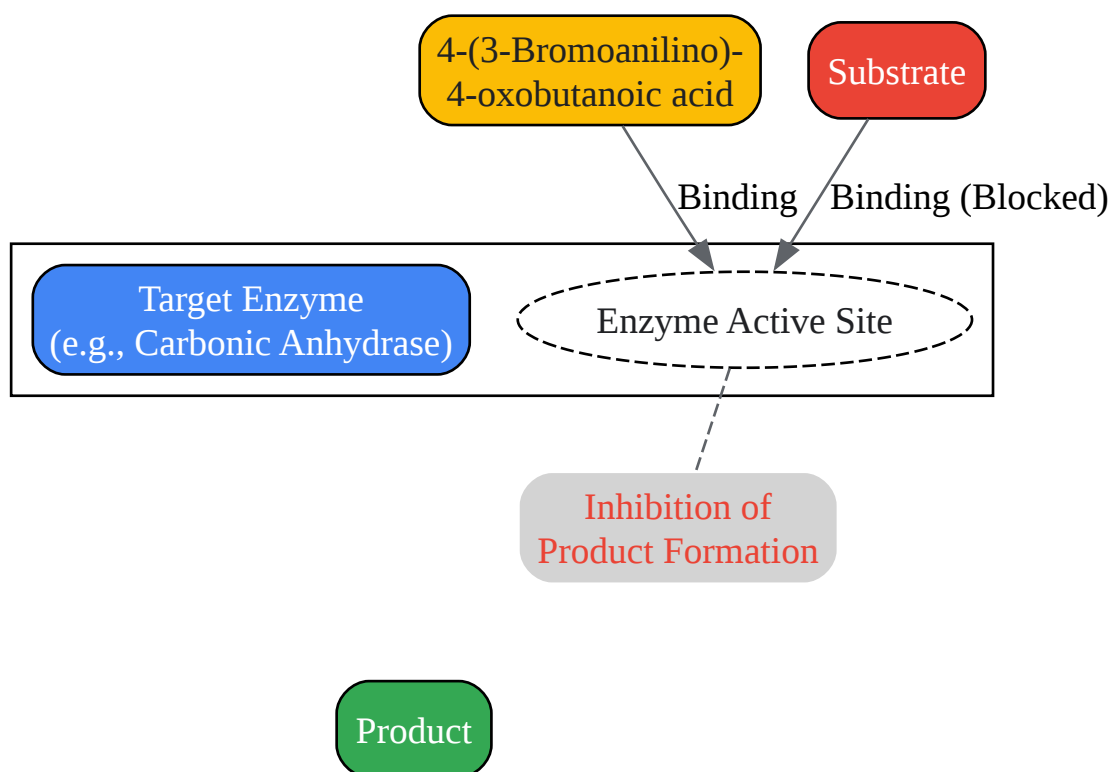 4-(3-Bromoanilino)-
4-oxobutanoic acid
Substrate
Binding
Binding (Blocked)
Target Enzyme
(e.g., Carbonic Anhydrase)
Enzyme Active Site
Inhibition of
Product Formation
Product